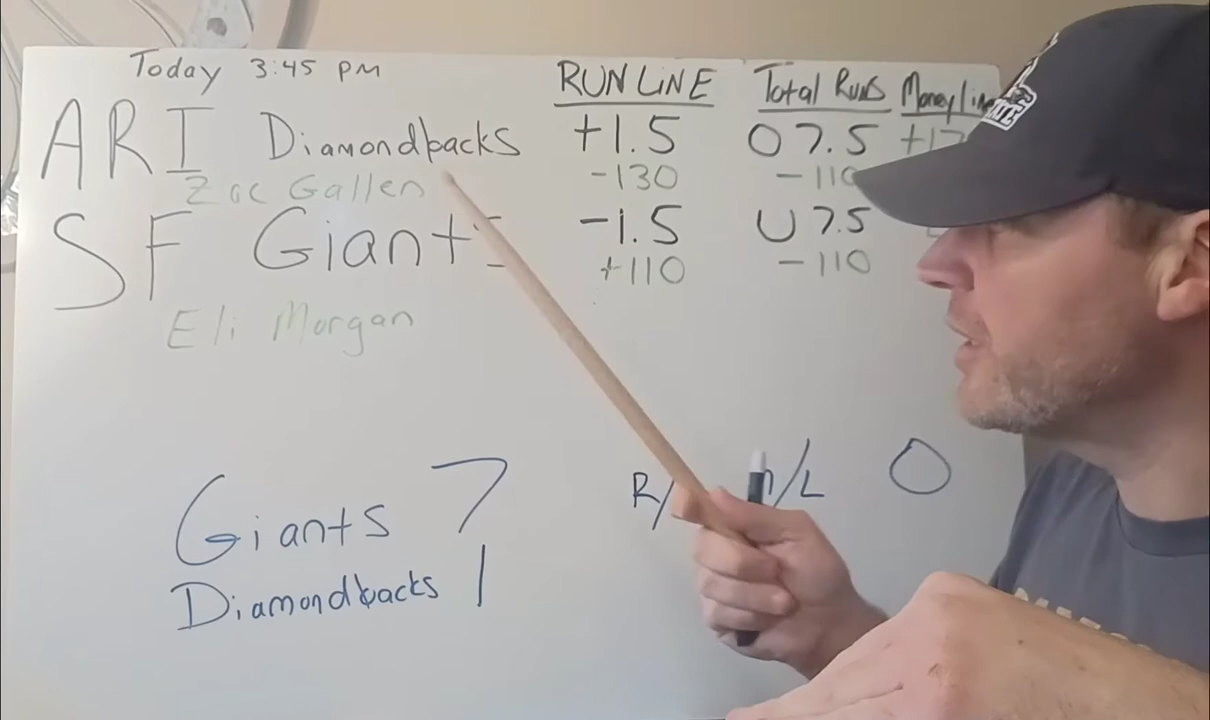 Today 3:45 PM
RUN LINE Total Runs Moneyline
ARI Diamondbacks +1.5 O 7.5
Zac Gallen -130 -110
SF Giants -1.5 U 7.5
+110 -110
Eli Morgan
Giants 7 R/L M/L O
Diamondbacks 1